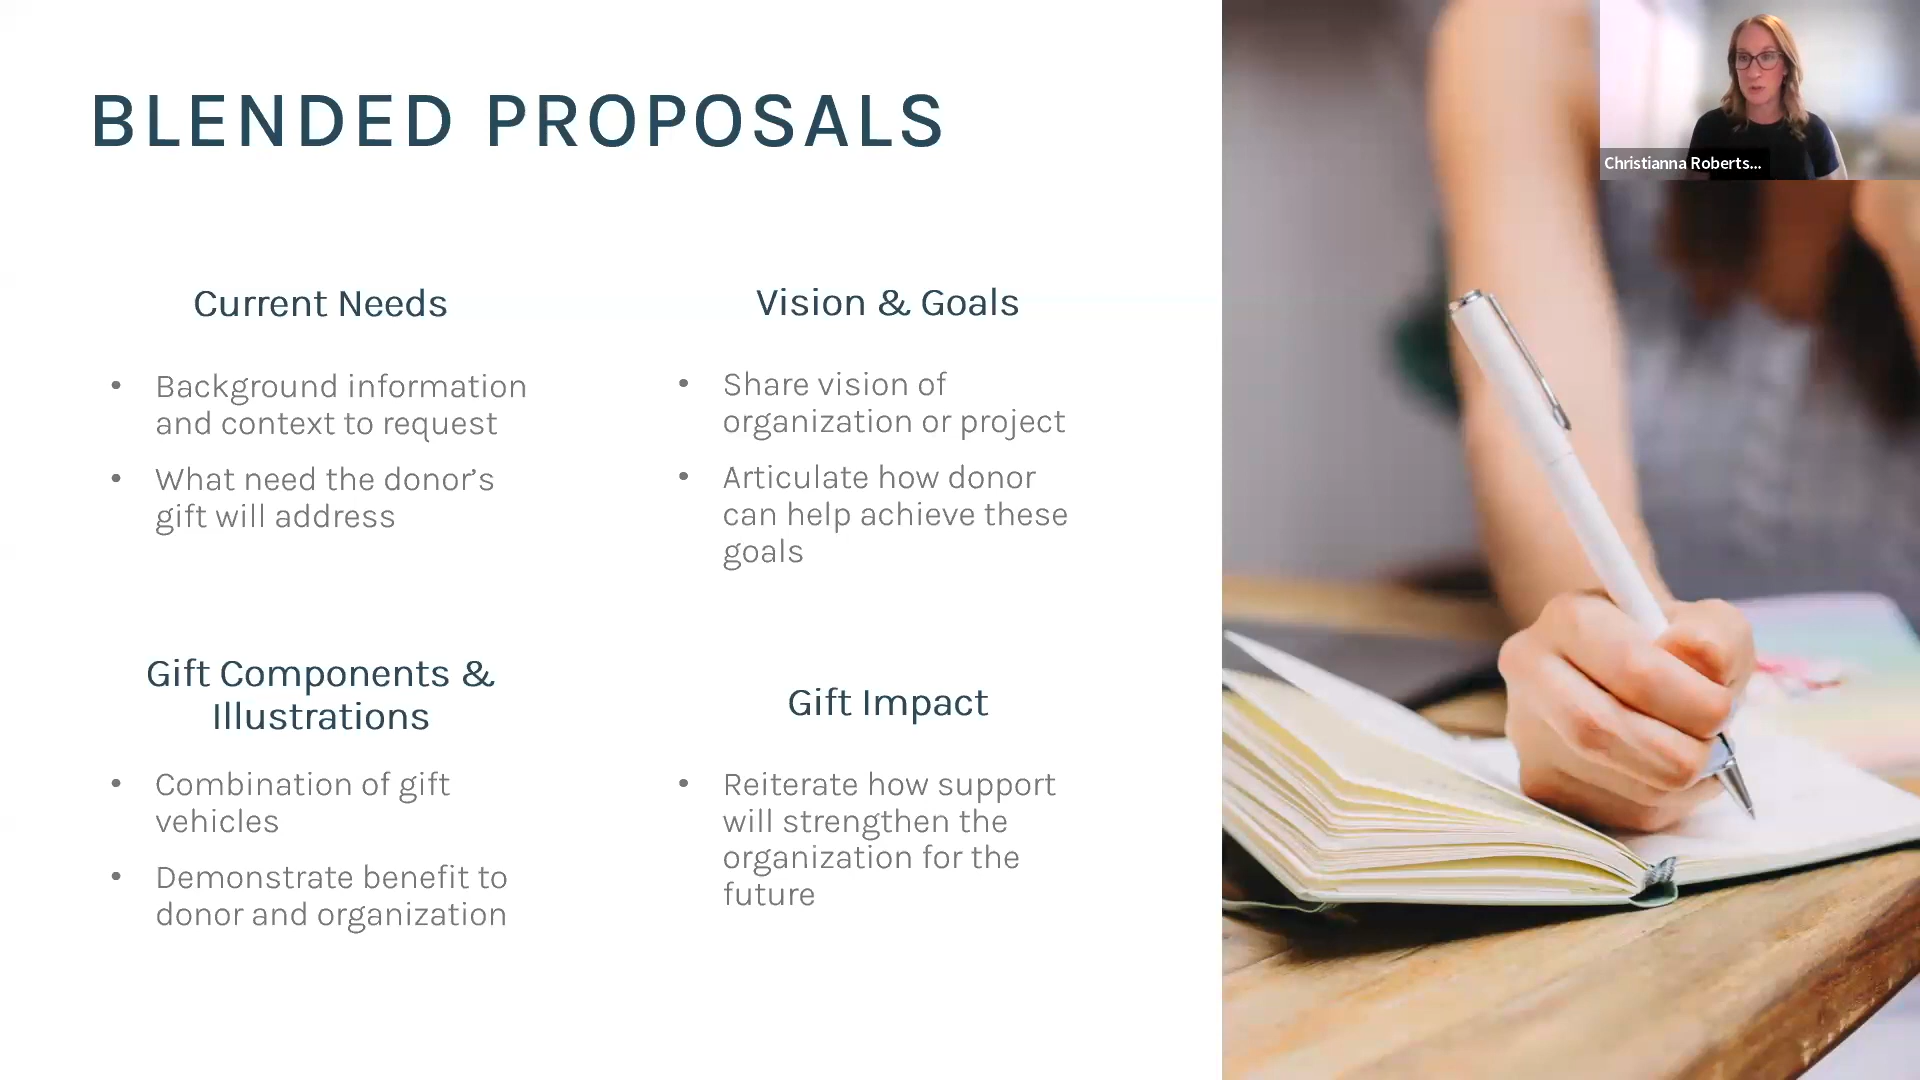 BLENDED PROPOSALS
Christianna Roberts...
Current Needs
• Background information
and context to request
• What need the donor's
gift will address
Vision & Goals
• Share vision of
organization or project
• Articulate how donor
can help achieve these
goals
Gift Components &
Illustrations
• Combination of gift
vehicles
• Demonstrate benefit to
donor and organization
Gift Impact
• Reiterate how support
will strengthen the
organization for the
future